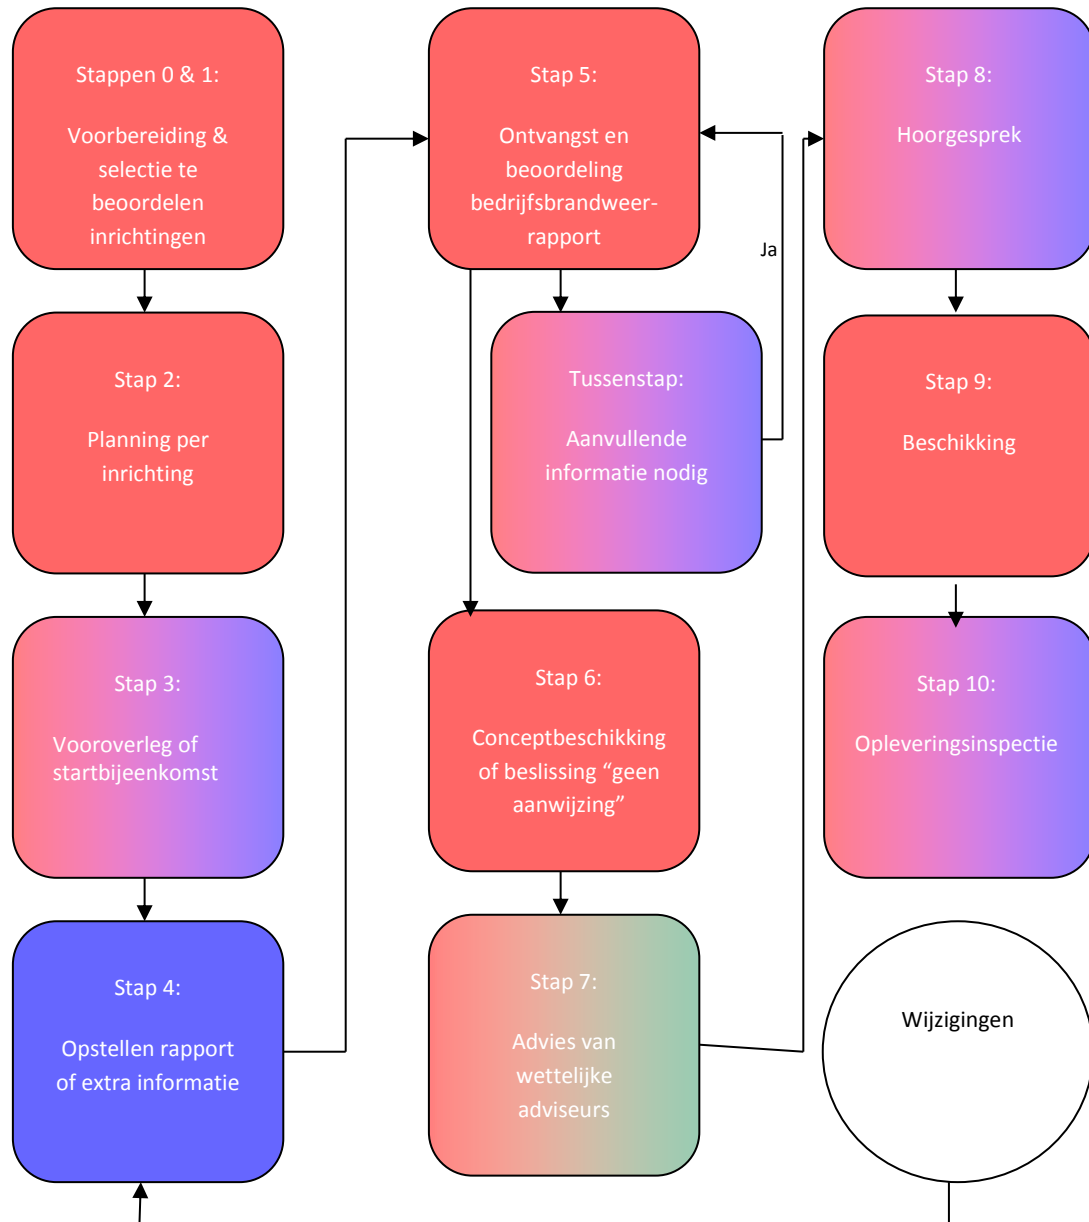 Stappen 0 & 1:
Voorbereiding &
selectie te
beoordelen
inrichtingen
Stap 2:
Planning per
inrichting
Stap 3:
Vooroverleg of
startbijeenkomst
Stap 4:
Opstellen rapport
of extra informatie
Stap 5:
Ontvangst en
beoordeling
bedrijfsbrandweer-
rapport
Ja
Tussenstap:
Aanvullende
informatie nodig
Stap 6:
Conceptbeschikking
of beslissing “geen
aanwijzing”
Stap 7:
Advies van
wettelijke
adviseurs
Stap 8:
Hoorgesprek
Stap 9:
Beschikking
Stap 10:
Opleveringsinspectie
Wijzigingen